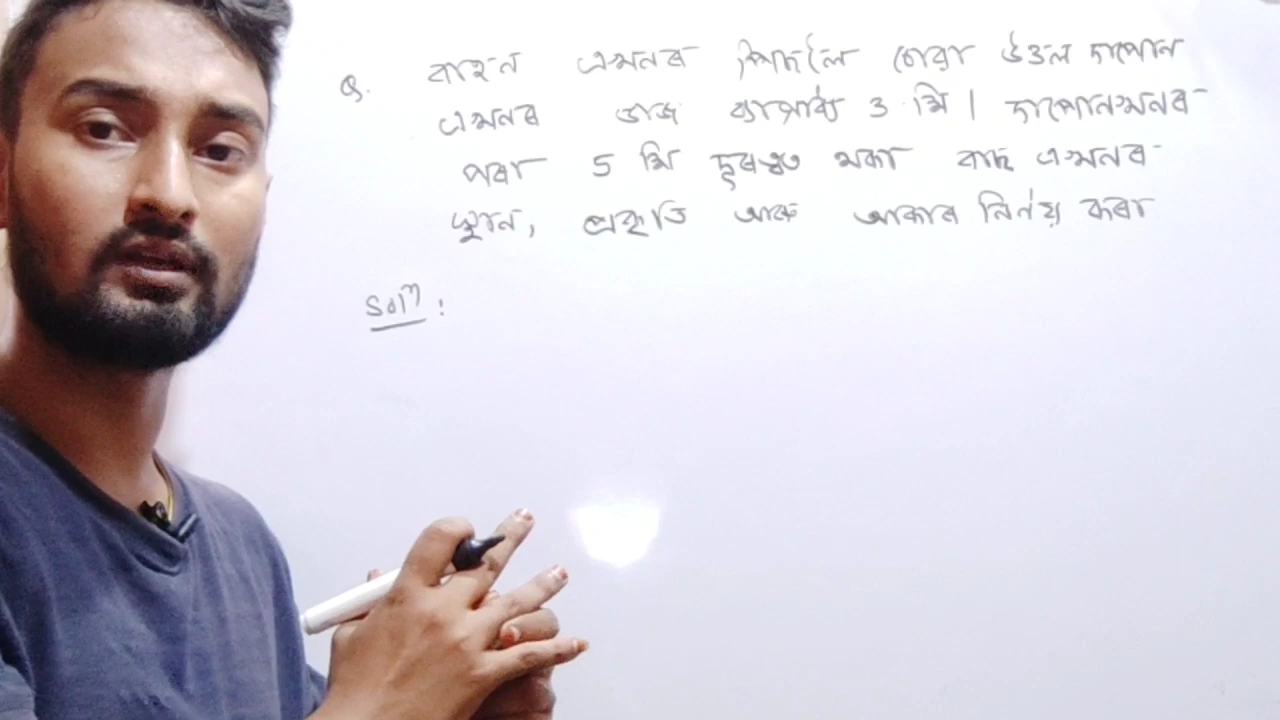 Q. বাহন এখনৰ পিছলৈ চোৱা উত্তল দাপোন
এখনৰ ভাজ ব্যাসাৰ্ধ্য 3 মি। দাপোনখনৰ
পৰা 5 মি দূৰত্বত থকা বাছ এখনৰ
স্থান, প্ৰকৃতি আৰু আকাৰ নিৰ্ণয় কৰা
Solⁿ :